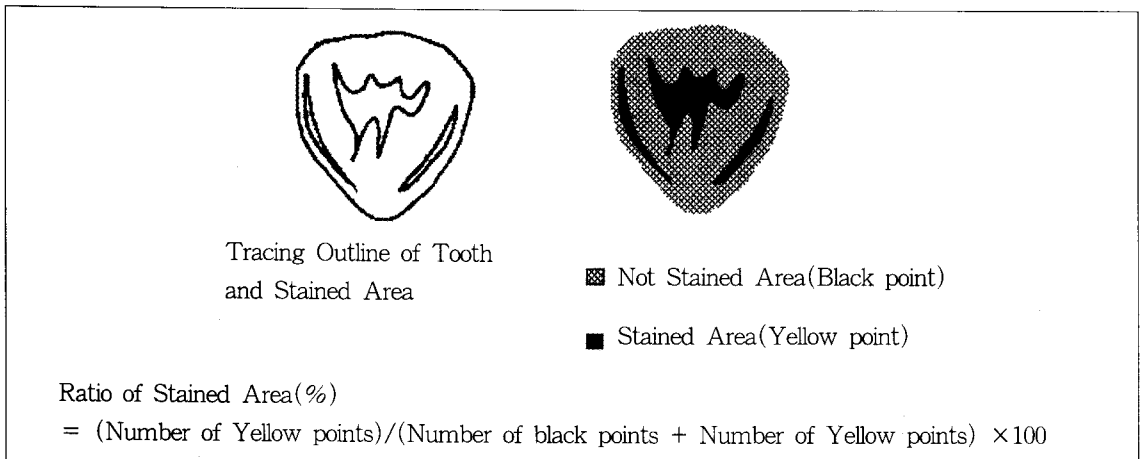 Tracing Outline of Tooth
and Stained Area
Not Stained Area(Black point)
Stained Area(Yellow point)
Ratio of Stained Area(%)
= (Number of Yellow points)/(Number of black points + Number of Yellow points) ×100